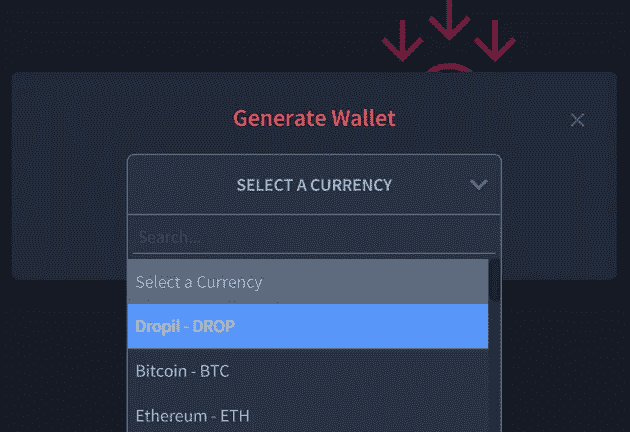 Generate Wallet
SELECT A CURRENCY
Search...
Select a Currency
Dropil - DROP
Bitcoin - BTC
Ethereum - ETH